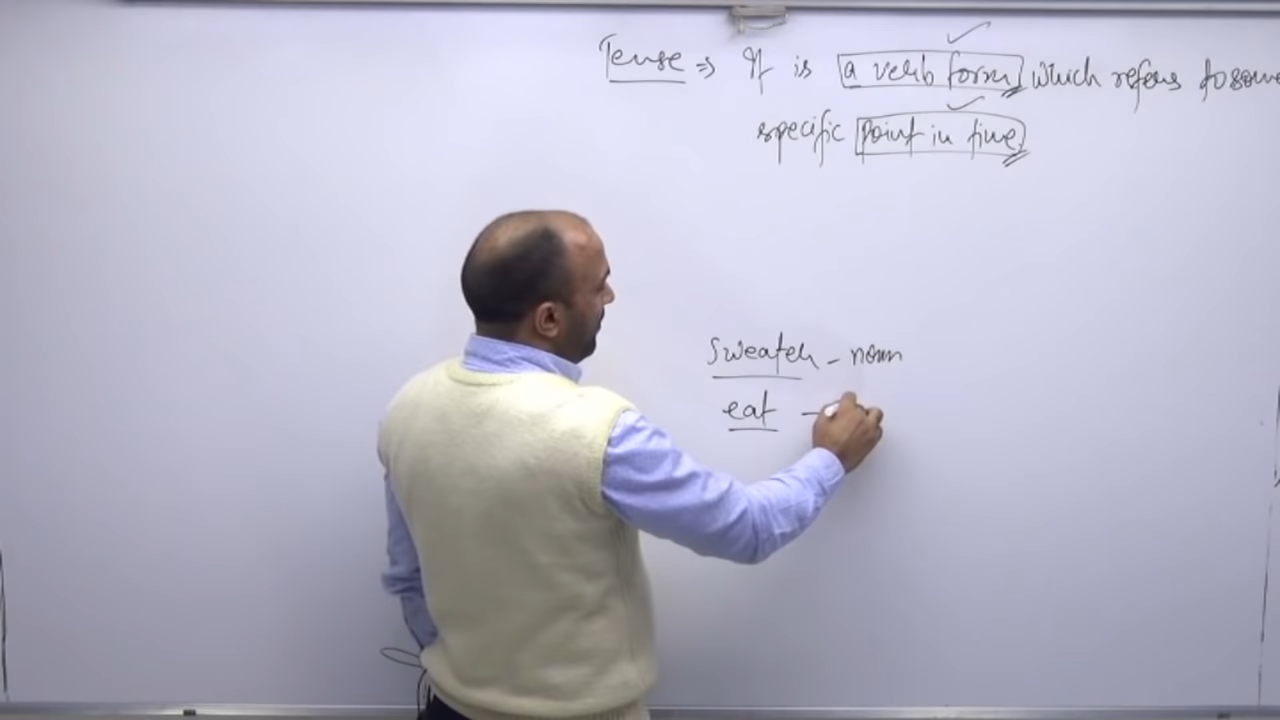 Tense ⇒ It is a verb form, which refers to some
specific point in time,
Sweater - noun
eat -